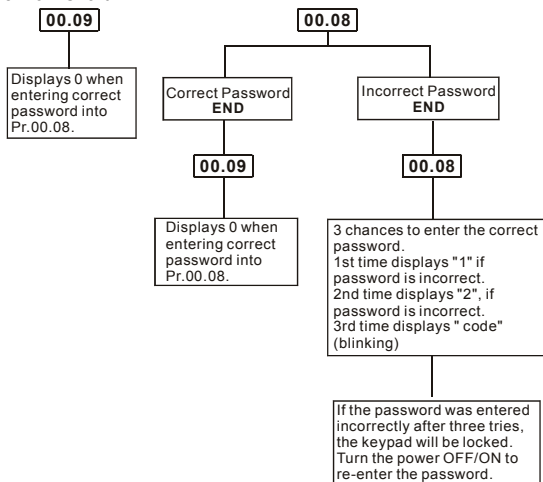 00.09
Displays 0 when
entering correct
password into
Pr.00.08.
00.08
Correct Password
END
00.09
Displays 0 when
entering correct
password into
Pr.00.08.
Incorrect Password
END
00.08
3 chances to enter the correct
password.
1st time displays "1" if
password is incorrect.
2nd time displays "2", if
password is incorrect.
3rd time displays " code"
(blinking)
If the password was entered
incorrectly after three tries,
the keypad will be locked.
Turn the power OFF/ON to
re-enter the password.